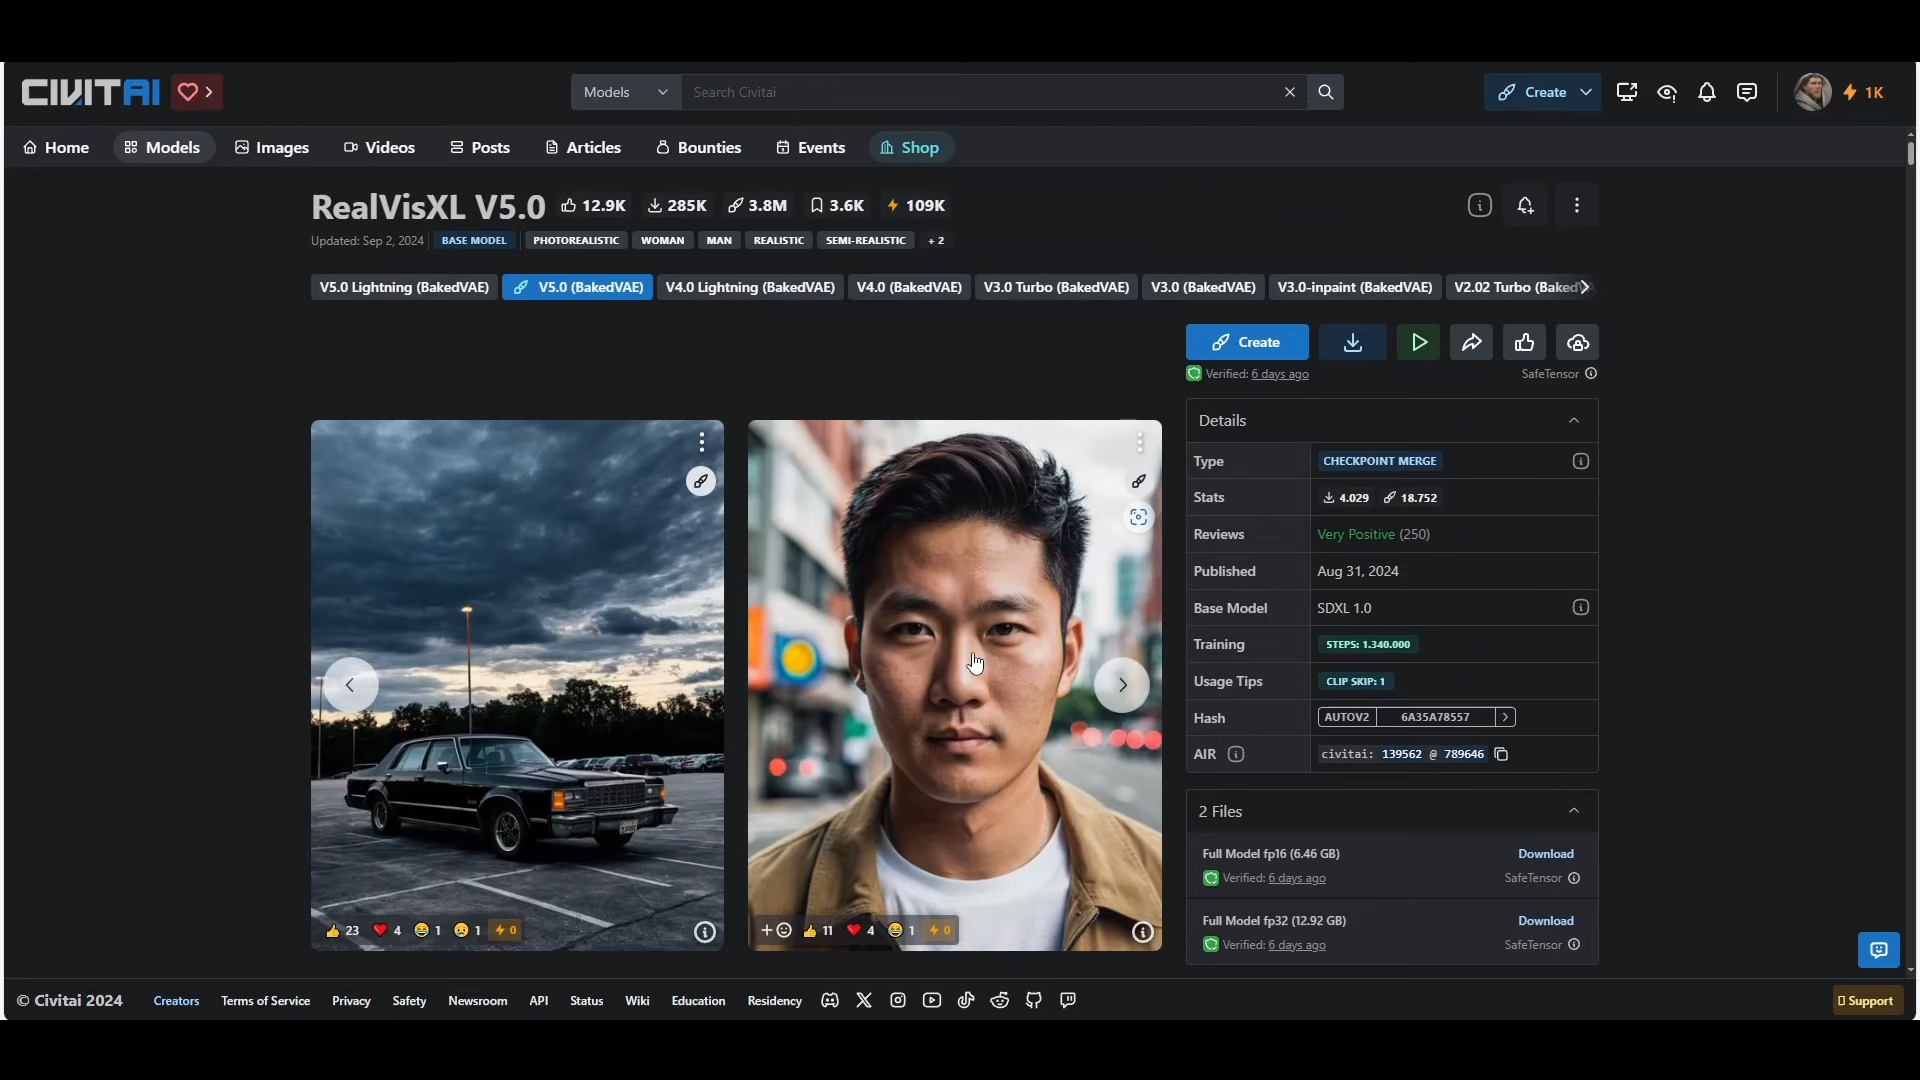 CIVITAI
Models
Search Civitai
Create
1K
Home
Models
Images
Videos
Posts
Articles
Bounties
Events
Shop
RealVisXL V5.0
12.9K
285K
3.8M
3.6K
109K
Updated: Sep 2, 2024
BASE MODEL
PHOTOREALISTIC
WOMAN
MAN
REALISTIC
SEMI-REALISTIC
+ 2
V5.0 Lightning (BakedVAE)
V5.0 (BakedVAE)
V4.0 Lightning (BakedVAE)
V4.0 (BakedVAE)
V3.0 Turbo (BakedVAE)
V3.0 (BakedVAE)
V3.0-inpaint (BakedVAE)
V2.02 Turbo (Baked
Create
Verified: 6 days ago
SafeTensor
Details
Type
CHECKPOINT MERGE
Stats
4.029
18.752
Reviews
Very Positive (250)
Published
Aug 31, 2024
Base Model
SDXL 1.0
Training
STEPS: 1.340.000
Usage Tips
CLIP SKIP: 1
Hash
AUTOV2
6A35A78557
AIR
civitai: 139562 @ 789646
2 Files
Full Model fp16 (6.46 GB)
Download
Verified: 6 days ago
SafeTensor
Full Model fp32 (12.92 GB)
Download
Verified: 6 days ago
SafeTensor
23
4
1
1
0
11
4
1
0
© Civitai 2024
Creators
Terms of Service
Privacy
Safety
Newsroom
API
Status
Wiki
Education
Residency
Support